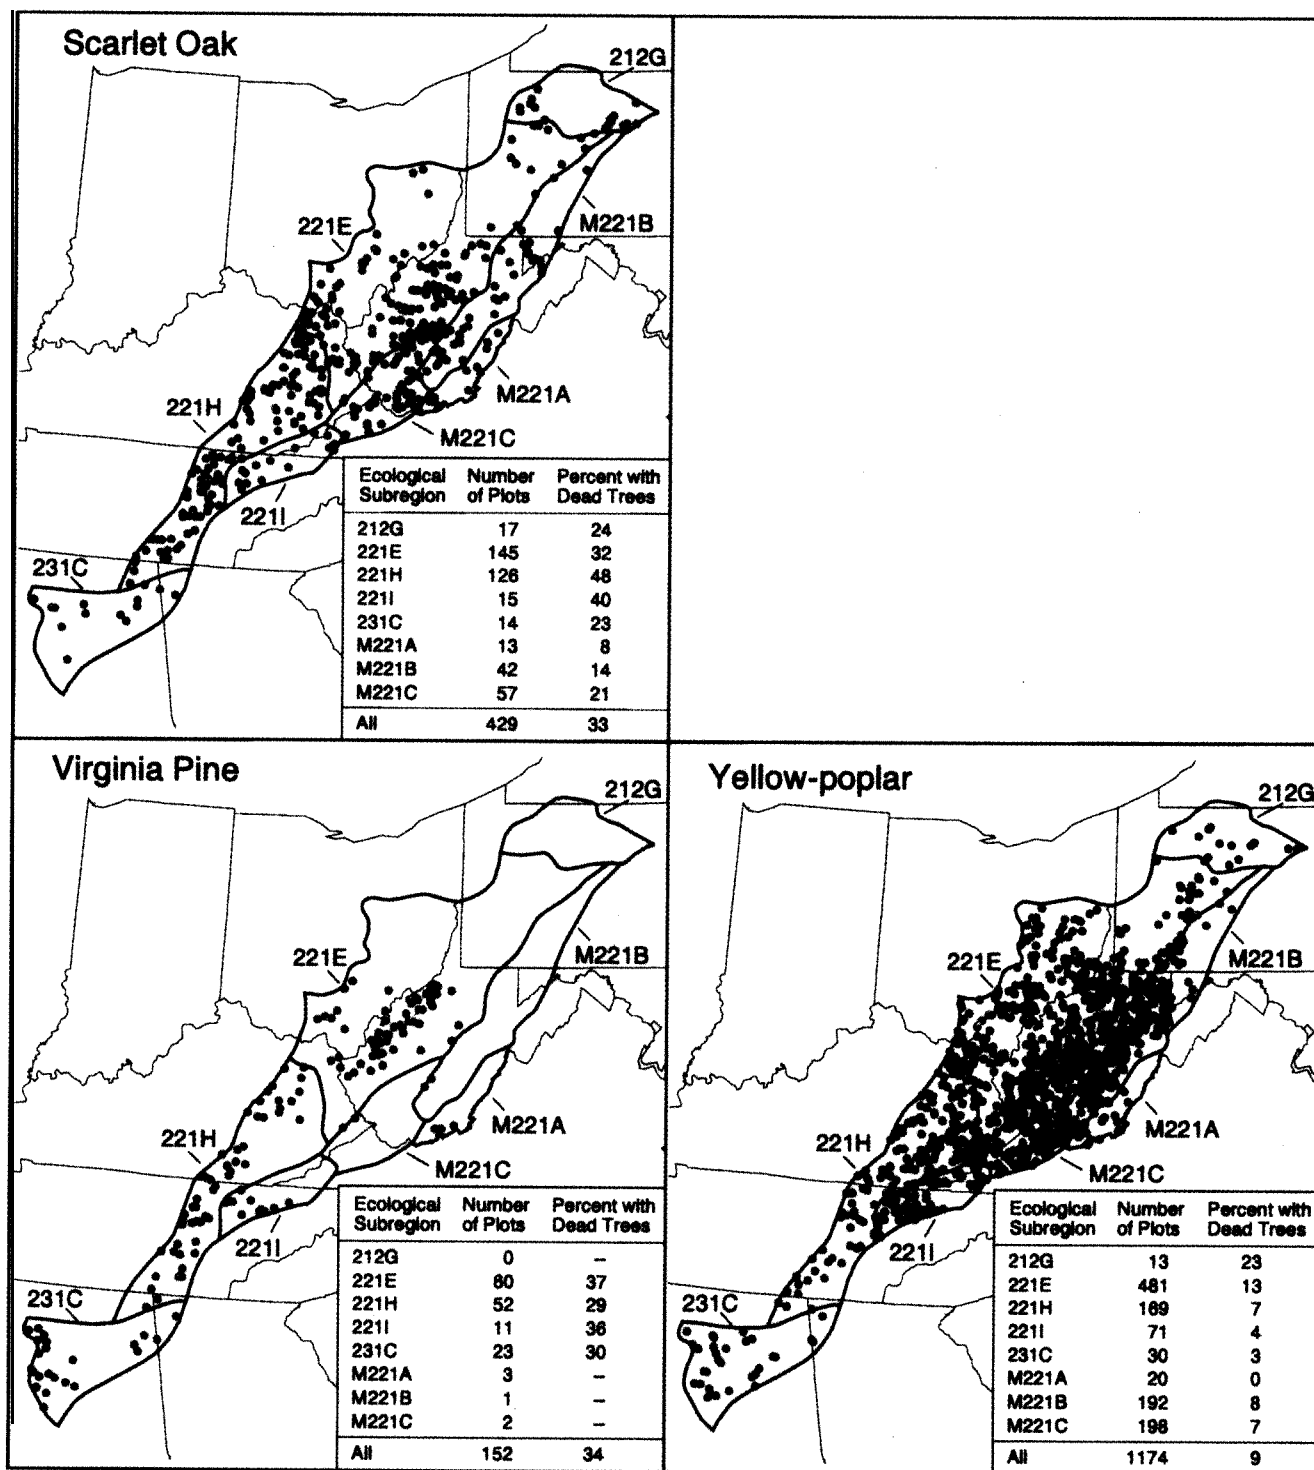 Scarlet Oak
212G
M221B
221E
M221A
221H
M221C
221I
231C
Ecological Subregion Number of Plots Percent with Dead Trees
212G 17 24
221E 145 32
221H 126 48
221I 15 40
231C 14 23
M221A 13 8
M221B 42 14
M221C 57 21
All 429 33
Virginia Pine
212G
M221B
221E
M221A
221H
M221C
221I
231C
Ecological Subregion Number of Plots Percent with Dead Trees
212G 0 –
221E 60 37
221H 52 29
221I 11 36
231C 23 30
M221A 3 –
M221B 1 –
M221C 2 –
All 152 34
Yellow-poplar
212G
M221B
221E
M221A
221H
M221C
221I
231C
Ecological Subregion Number of Plots Percent with Dead Trees
212G 13 23
221E 481 13
221H 169 7
221I 71 4
231C 30 3
M221A 20 0
M221B 192 8
M221C 198 7
All 1174 9